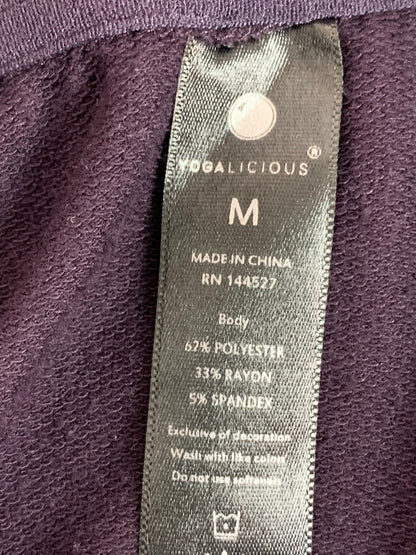 YOGALICIOUS®
M
MADE IN CHINA
RN 144527
Body
62% POLYESTER
33% RAYON
5% SPANDEX
Exclusive of decoration
Wash with like colors
Do not use softeners